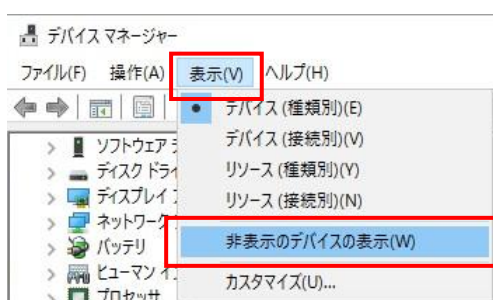 デバイス マネージャー
ファイル(F) 操作(A) 表示(V) ヘルプ(H)
デバイス (種類別)(E)
デバイス (接続別)(V)
リソース (種類別)(Y)
リソース (接続別)(N)
非表示のデバイスの表示(W)
カスタマイズ(U)...
ソフトウェア
ディスク ドラ
ディスプレイ
ネットワーク
バッテリ
ヒューマン イ
プロセッサ